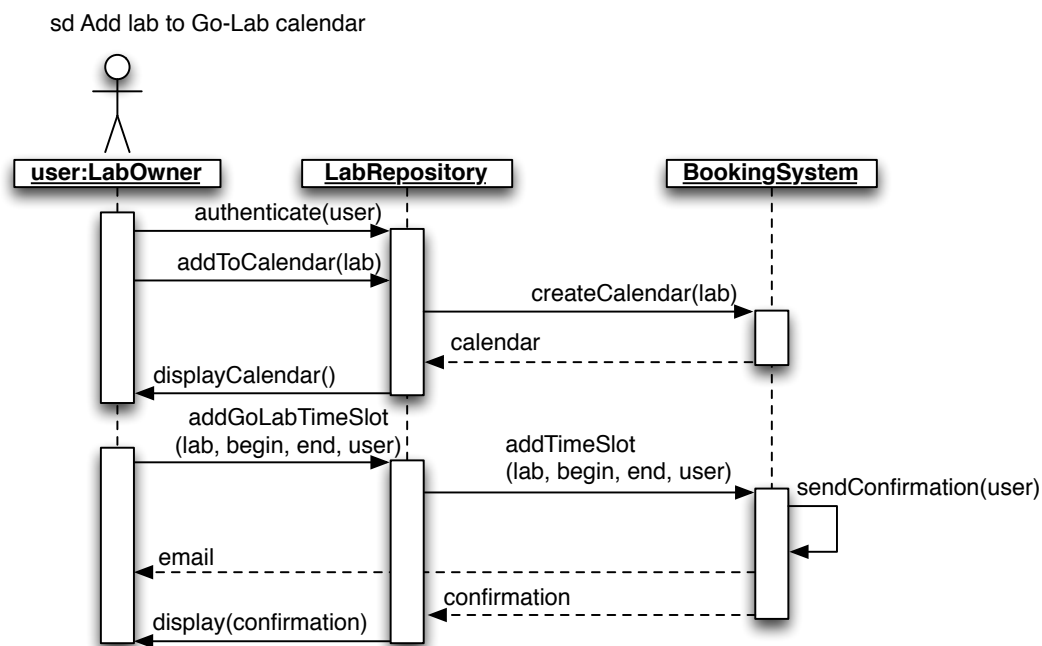 sd Add lab to Go-Lab calendar
user:LabOwner
LabRepository
BookingSystem
authenticate(user)
addToCalendar(lab)
createCalendar(lab)
calendar
displayCalendar()
addGoLabTimeSlot
(lab, begin, end, user)
addTimeSlot
(lab, begin, end, user)
sendConfirmation(user)
email
confirmation
display(confirmation)